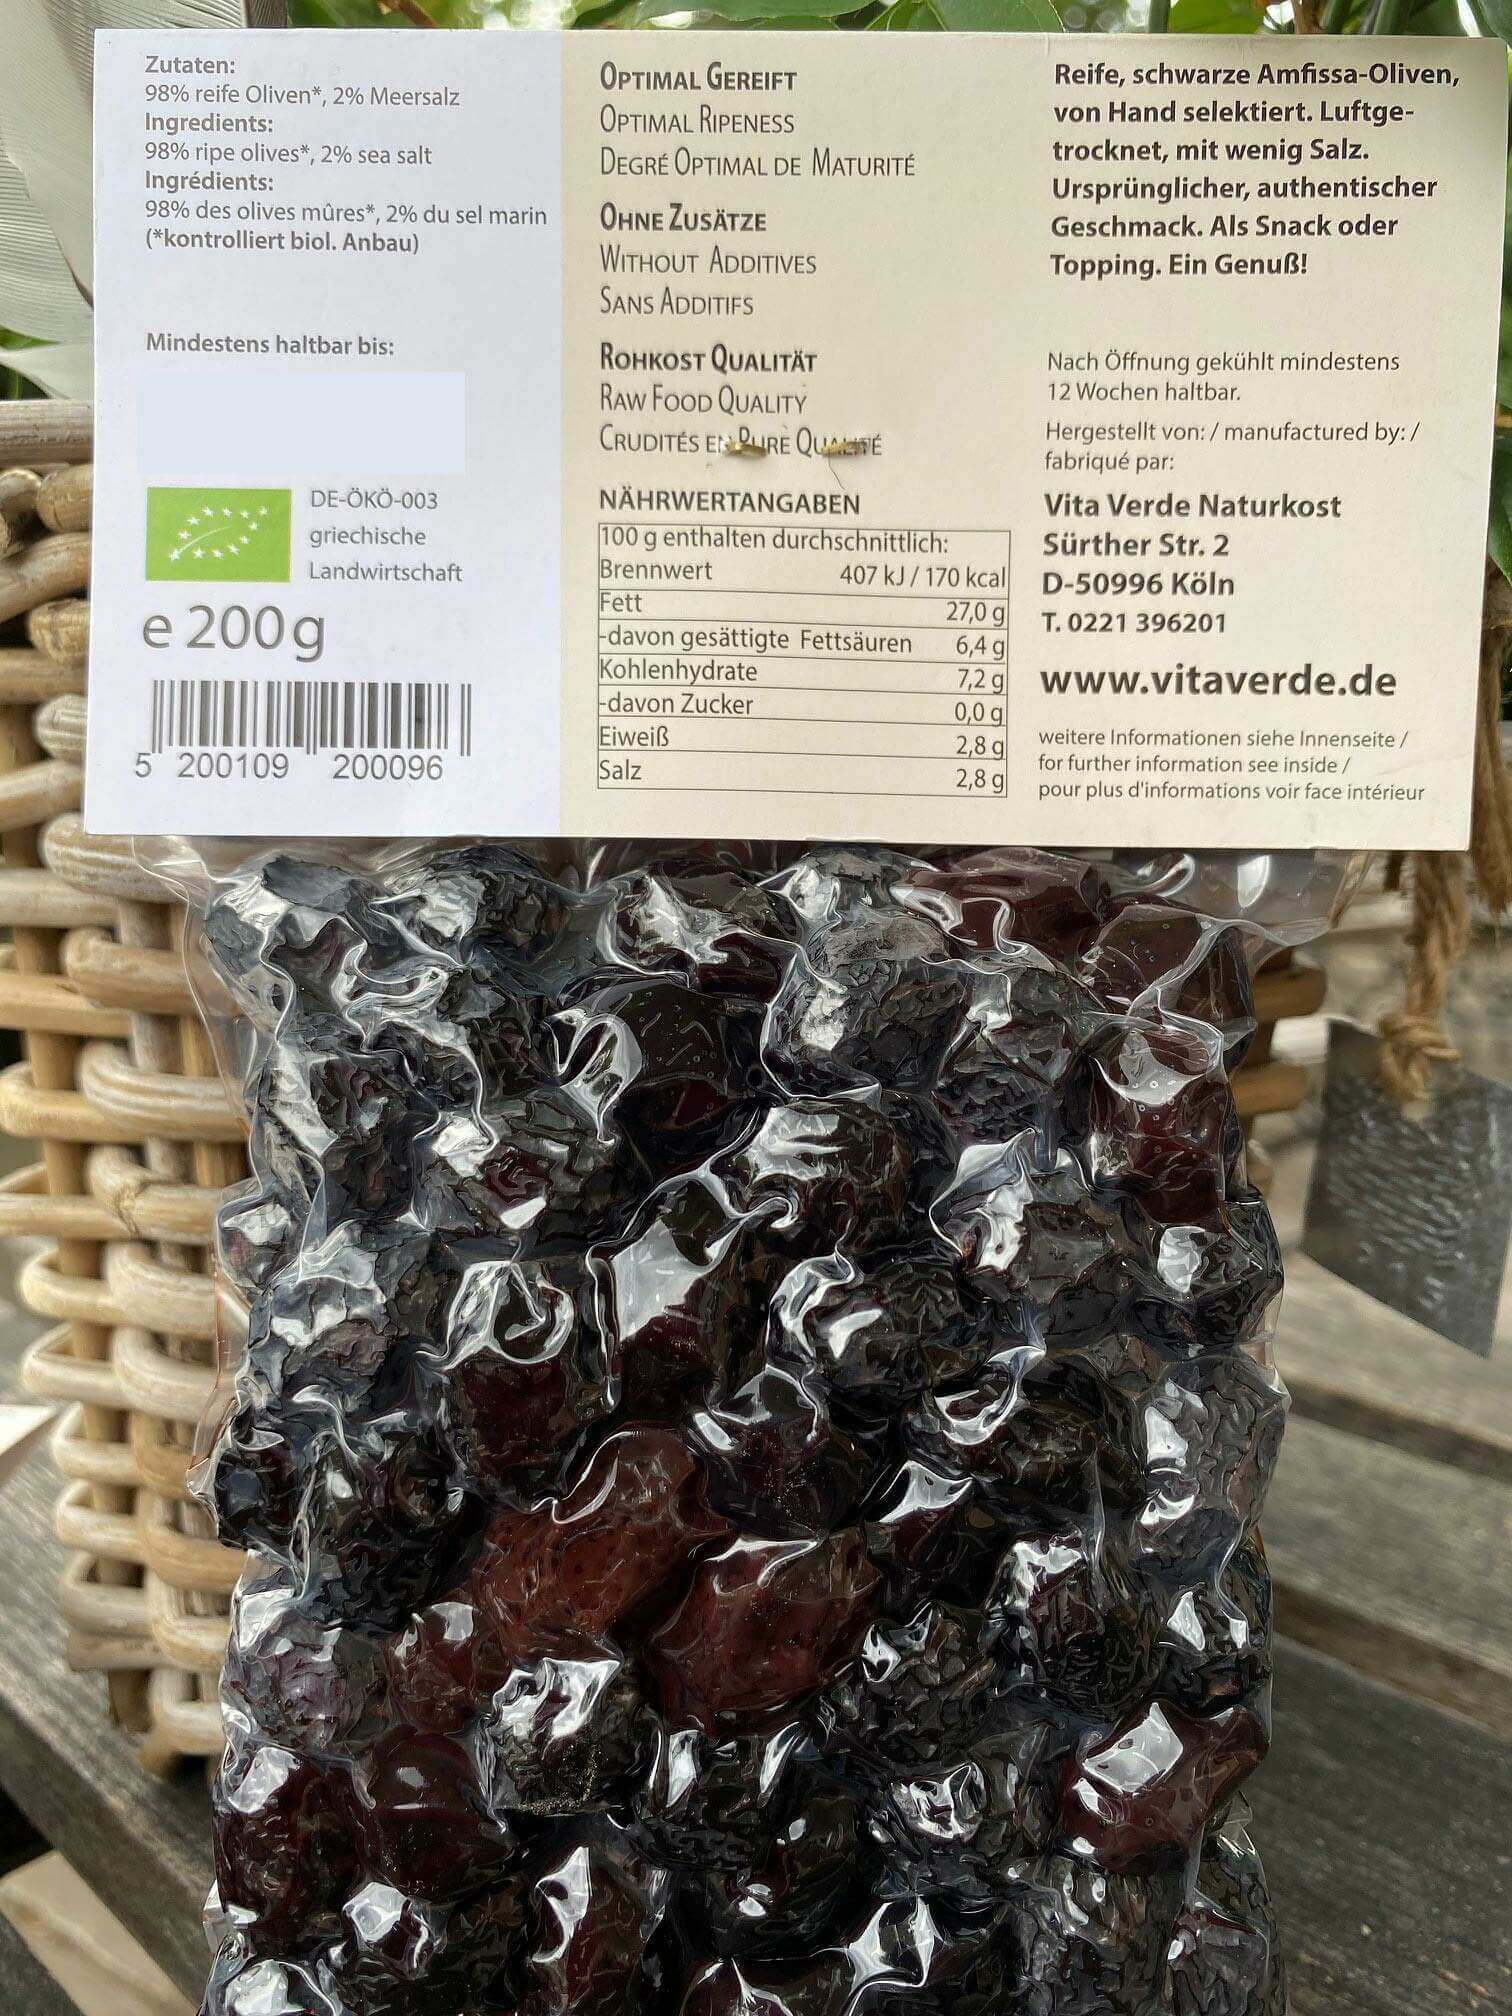 Zutaten:
98% reife Oliven*, 2% Meersalz
Ingredients:
98% ripe olives*, 2% sea salt
Ingrédients:
98% des olives mûres*, 2% du sel marin
(*kontrolliert biol. Anbau)
Mindestens haltbar bis:
DE-ÖKO-003
griechische
Landwirtschaft
e 200g
5 200109 200096
OPTIMAL GEREIFT
OPTIMAL RIPENESS
DEGRÉ OPTIMAL DE MATURITÉ
OHNE ZUSÄTZE
WITHOUT ADDITIVES
SANS ADDITIFS
ROHKOST QUALITÄT
RAW FOOD QUALITY
CRUDITÉS EN PURE QUALITÉ
NÄHRWERTANGABEN
100 g enthalten durchschnittlich:
Brennwert 407 kJ / 170 kcal
Fett 27,0 g
-davon gesättigte Fettsäuren 6,4 g
Kohlenhydrate 7,2 g
-davon Zucker 0,0 g
Eiweiß 2,8 g
Salz 2,8 g
Reife, schwarze Amfissa-Oliven,
von Hand selektiert. Luftge-
trocknet, mit wenig Salz.
Ursprünglicher, authentischer
Geschmack. Als Snack oder
Topping. Ein Genuß!
Nach Öffnung gekühlt mindestens
12 Wochen haltbar.
Hergestellt von: / manufactured by: /
fabriqué par:
Vita Verde Naturkost
Sürther Str. 2
D-50996 Köln
T. 0221 396201
www.vitaverde.de
weitere Informationen siehe Innenseite /
for further information see inside /
pour plus d'informations voir face intérieur